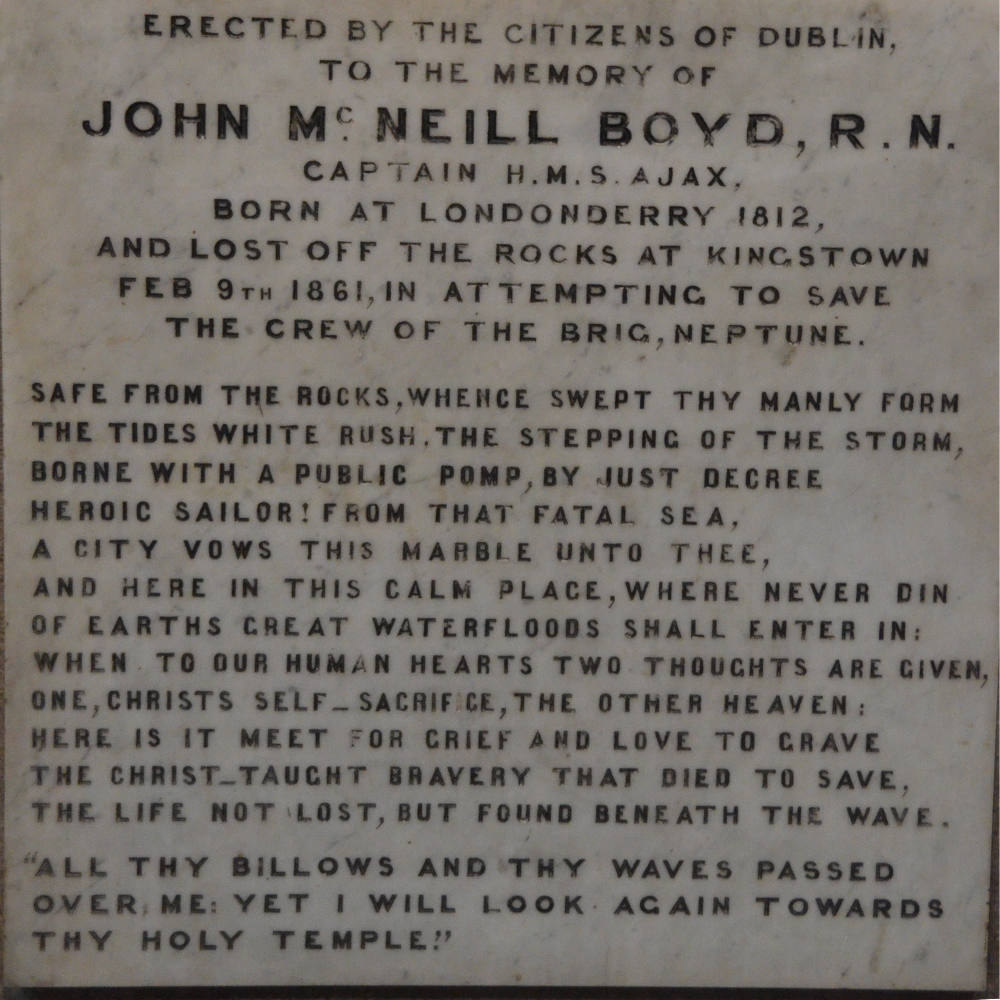 ERECTED BY THE CITIZENS OF DUBLIN,
TO THE MEMORY OF
JOHN Mc. NEILL BOYD, R.N.
CAPTAIN H.M.S. AJAX,
BORN AT LONDONDERRY 1812,
AND LOST OFF THE ROCKS AT KINGSTOWN
FEB 9TH 1861, IN ATTEMPTING TO SAVE
THE CREW OF THE BRIG, NEPTUNE.
SAFE FROM THE ROCKS, WHENCE SWEPT THY MANLY FORM
THE TIDES WHITE RUSH, THE STEPPING OF THE STORM,
BORNE WITH A PUBLIC POMP, BY JUST DECREE
HEROIC SAILOR! FROM THAT FATAL SEA,
A CITY VOWS THIS MARBLE UNTO THEE,
AND HERE IN THIS CALM PLACE, WHERE NEVER DIN
OF EARTHS GREAT WATERFLOODS SHALL ENTER IN:
WHEN TO OUR HUMAN HEARTS TWO THOUGHTS ARE GIVEN,
ONE, CHRISTS SELF-SACRIFICE, THE OTHER HEAVEN:
HERE IS IT MEET FOR GRIEF AND LOVE TO GRAVE
THE CHRIST-TAUGHT BRAVERY THAT DIED TO SAVE,
THE LIFE NOT LOST, BUT FOUND BENEATH THE WAVE.
"ALL THY BILLOWS AND THY WAVES PASSED
OVER ME: YET I WILL LOOK AGAIN TOWARDS
THY HOLY TEMPLE."